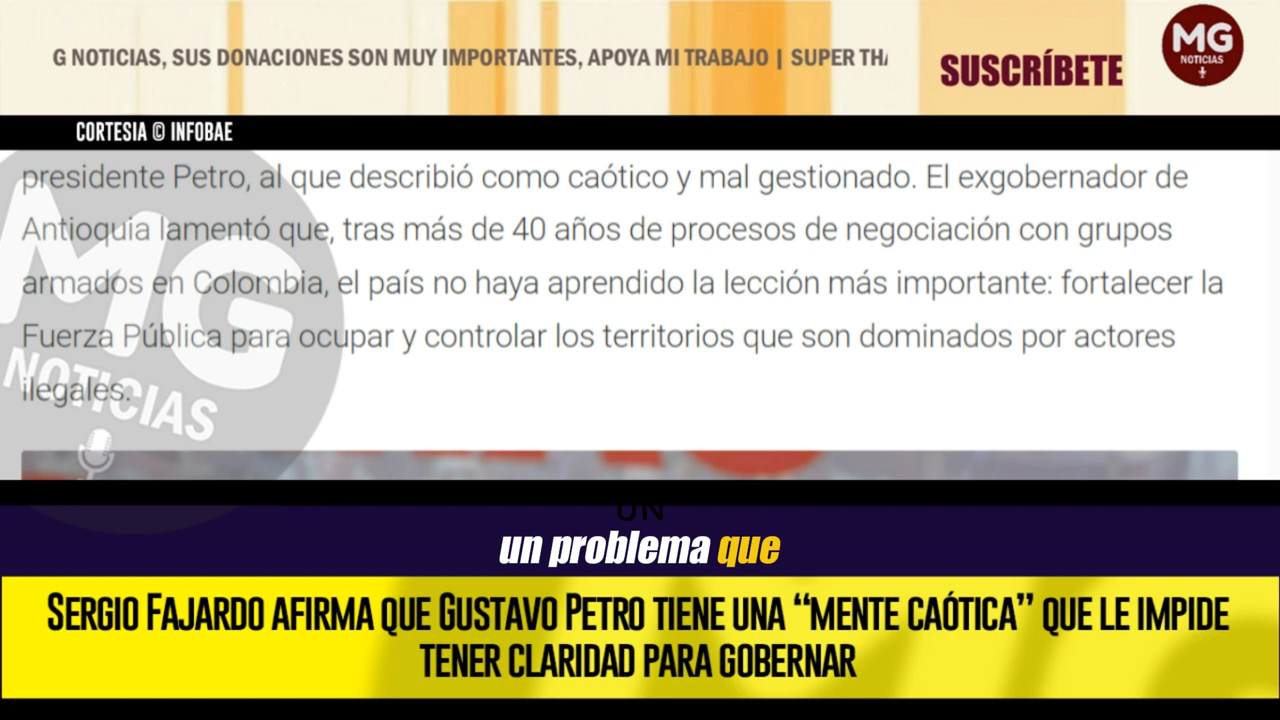 G NOTICIAS, SUS DONACIONES SON MUY IMPORTANTES, APOYA MI TRABAJO | SUPER
SUSCRÍBETE
MG
NOTICIAS
CORTESIA © INFOBAE
presidente Petro, al que describió como caótico y mal gestionado. El exgobernador de
Antioquia lamentó que, tras más de 40 años de procesos de negociación con grupos
armados en Colombia, el país no haya aprendido la lección más importante: fortalecer la
Fuerza Pública para ocupar y controlar los territorios que son dominados por actores
ilegales.
MG
NOTICIAS
UN
un problema que
SERGIO FAJARDO AFIRMA QUE GUSTAVO PETRO TIENE UNA “MENTE CAÓTICA” QUE LE IMPIDE
TENER CLARIDAD PARA GOBERNAR